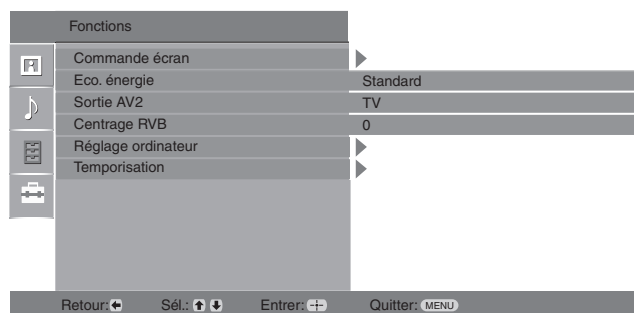 Fonctions
Commande écran
Eco. énergie Standard
Sortie AV2 TV
Centrage RVB 0
Réglage ordinateur
Temporisation
Retour: Sél.: Entrer: Quitter: MENU